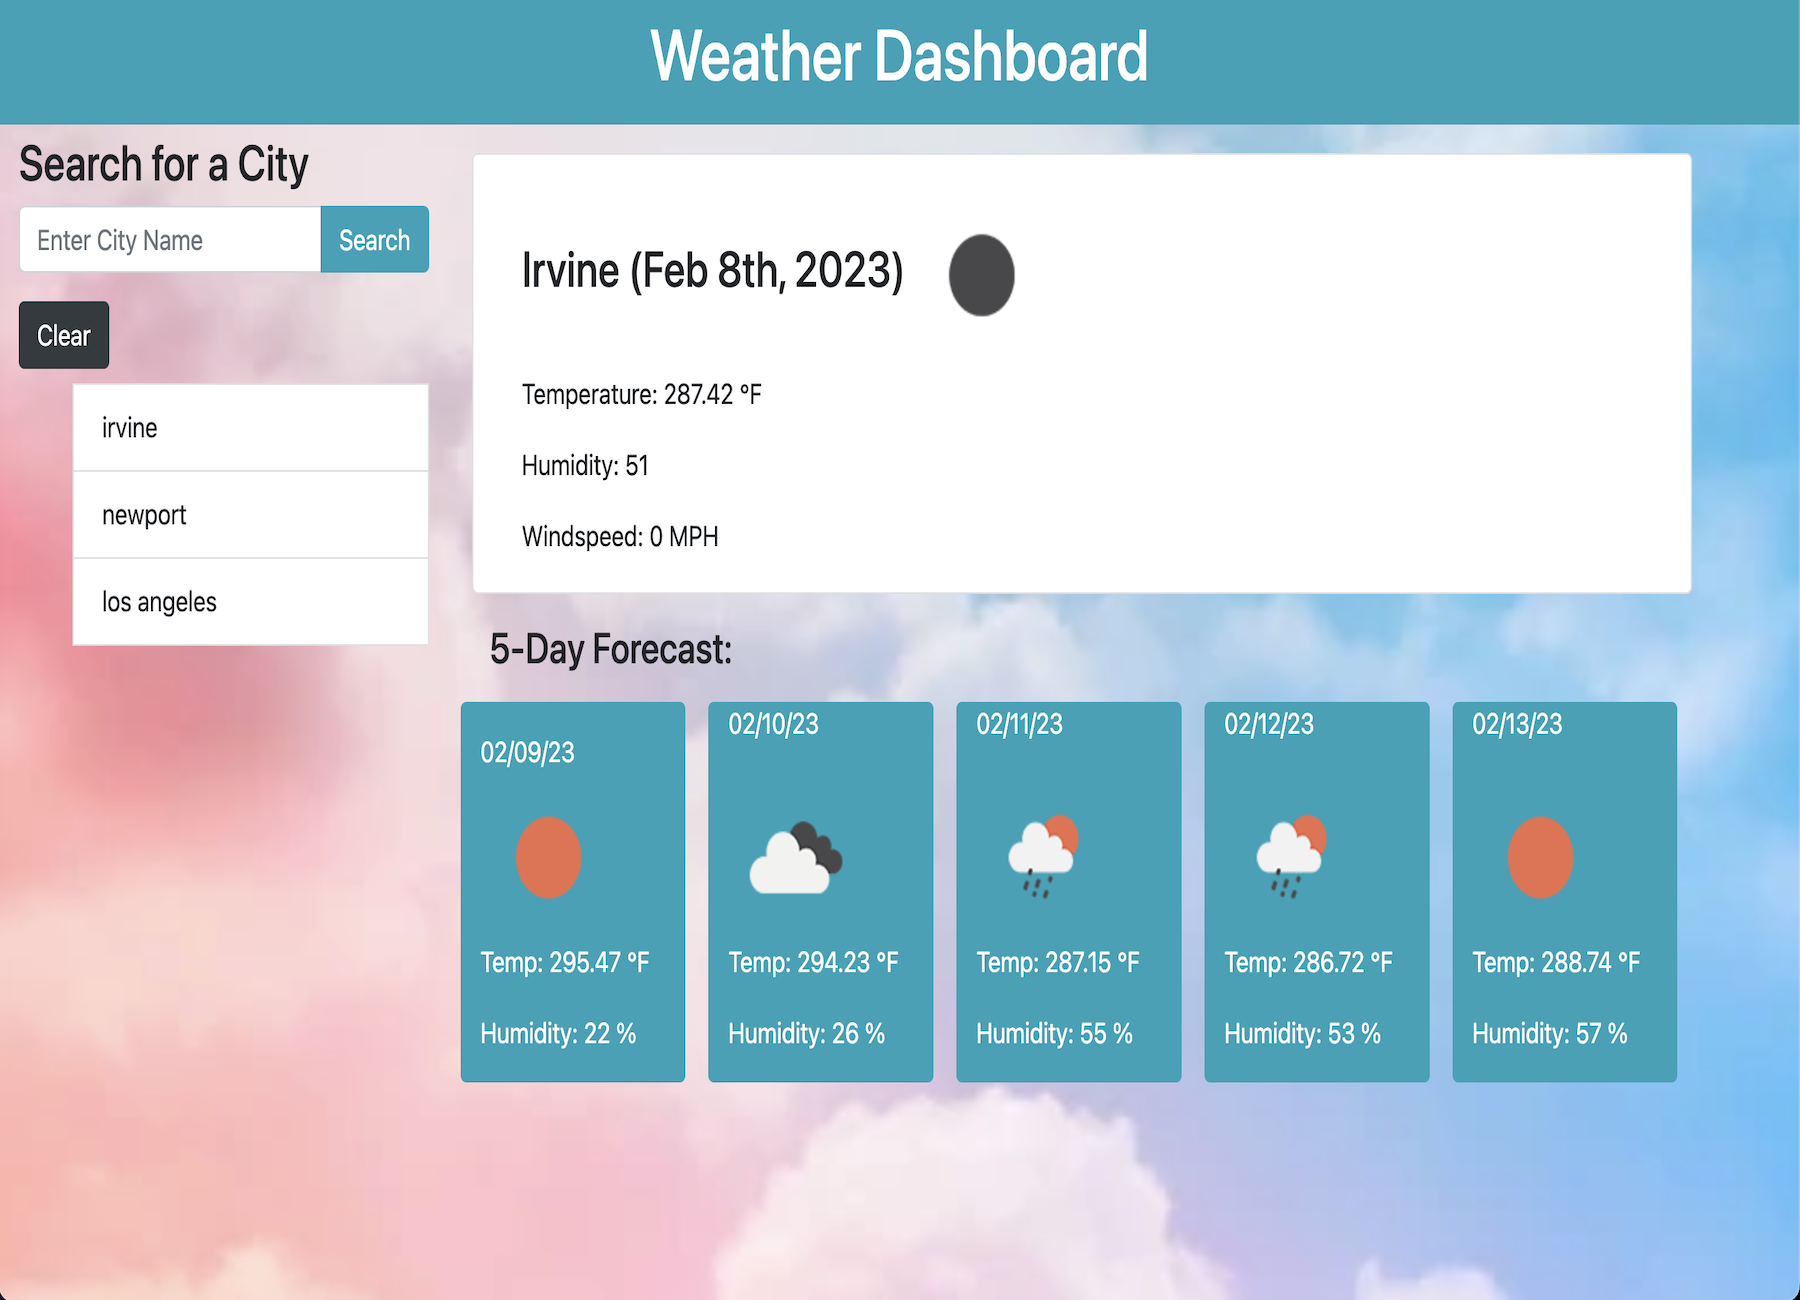 Weather Dashboard
Search for a City
Enter City Name
Search
Clear
irvine
newport
los angeles
Irvine (Feb 8th, 2023)
Temperature: 287.42 °F
Humidity: 51
Windspeed: 0 MPH
5-Day Forecast:
02/09/23
Temp: 295.47 °F
Humidity: 22 %
02/10/23
Temp: 294.23 °F
Humidity: 26 %
02/11/23
Temp: 287.15 °F
Humidity: 55 %
02/12/23
Temp: 286.72 °F
Humidity: 53 %
02/13/23
Temp: 288.74 °F
Humidity: 57 %